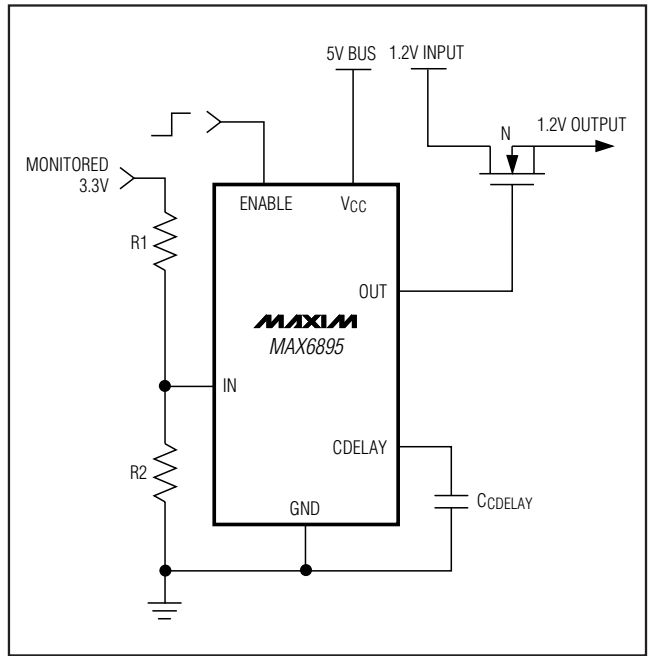 5V BUS
1.2V INPUT
N
1.2V OUTPUT
MONITORED
3.3V
ENABLE
VCC
R1
OUT
MAXIM
MAX6895
IN
R2
CDELAY
CCDELAY
GND